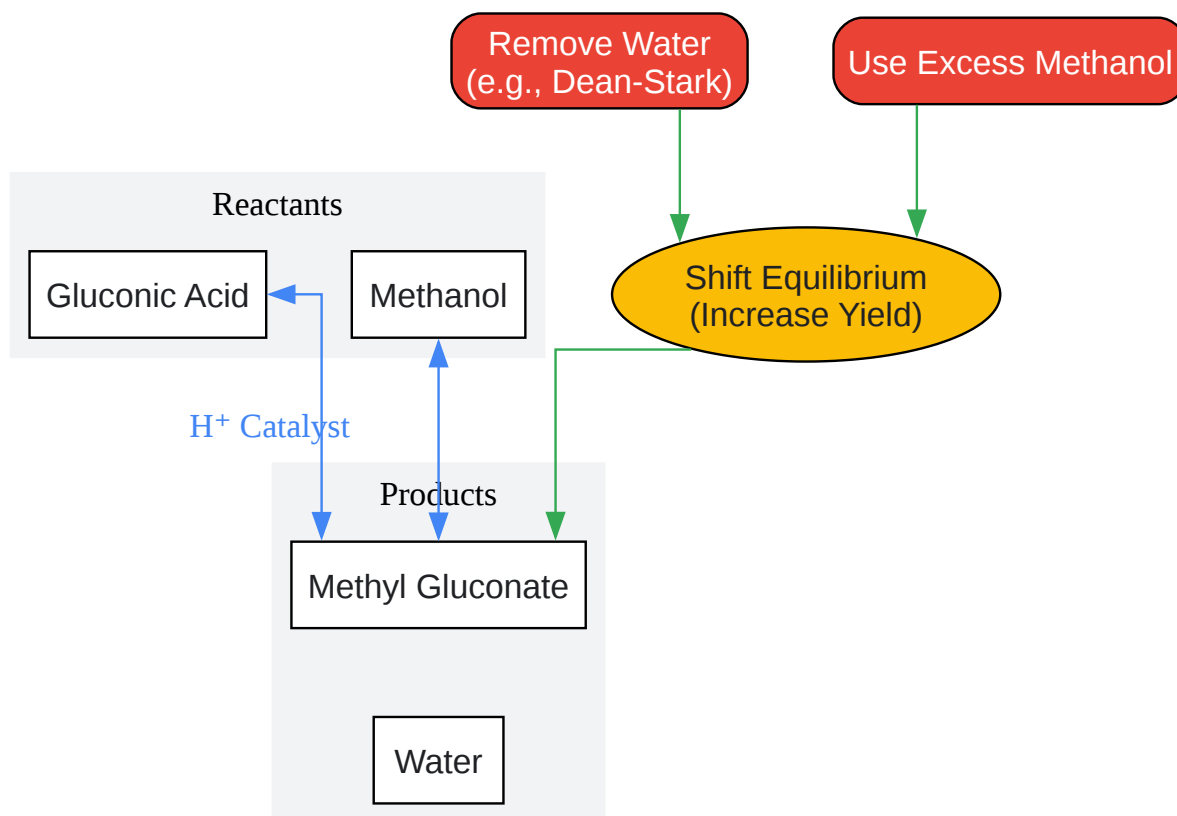 Remove Water
(e.g., Dean-Stark)
Use Excess Methanol
Reactants
Gluconic Acid
Methanol
Shift Equilibrium
(Increase Yield)
H⁺ Catalyst
Products
Methyl Gluconate
Water